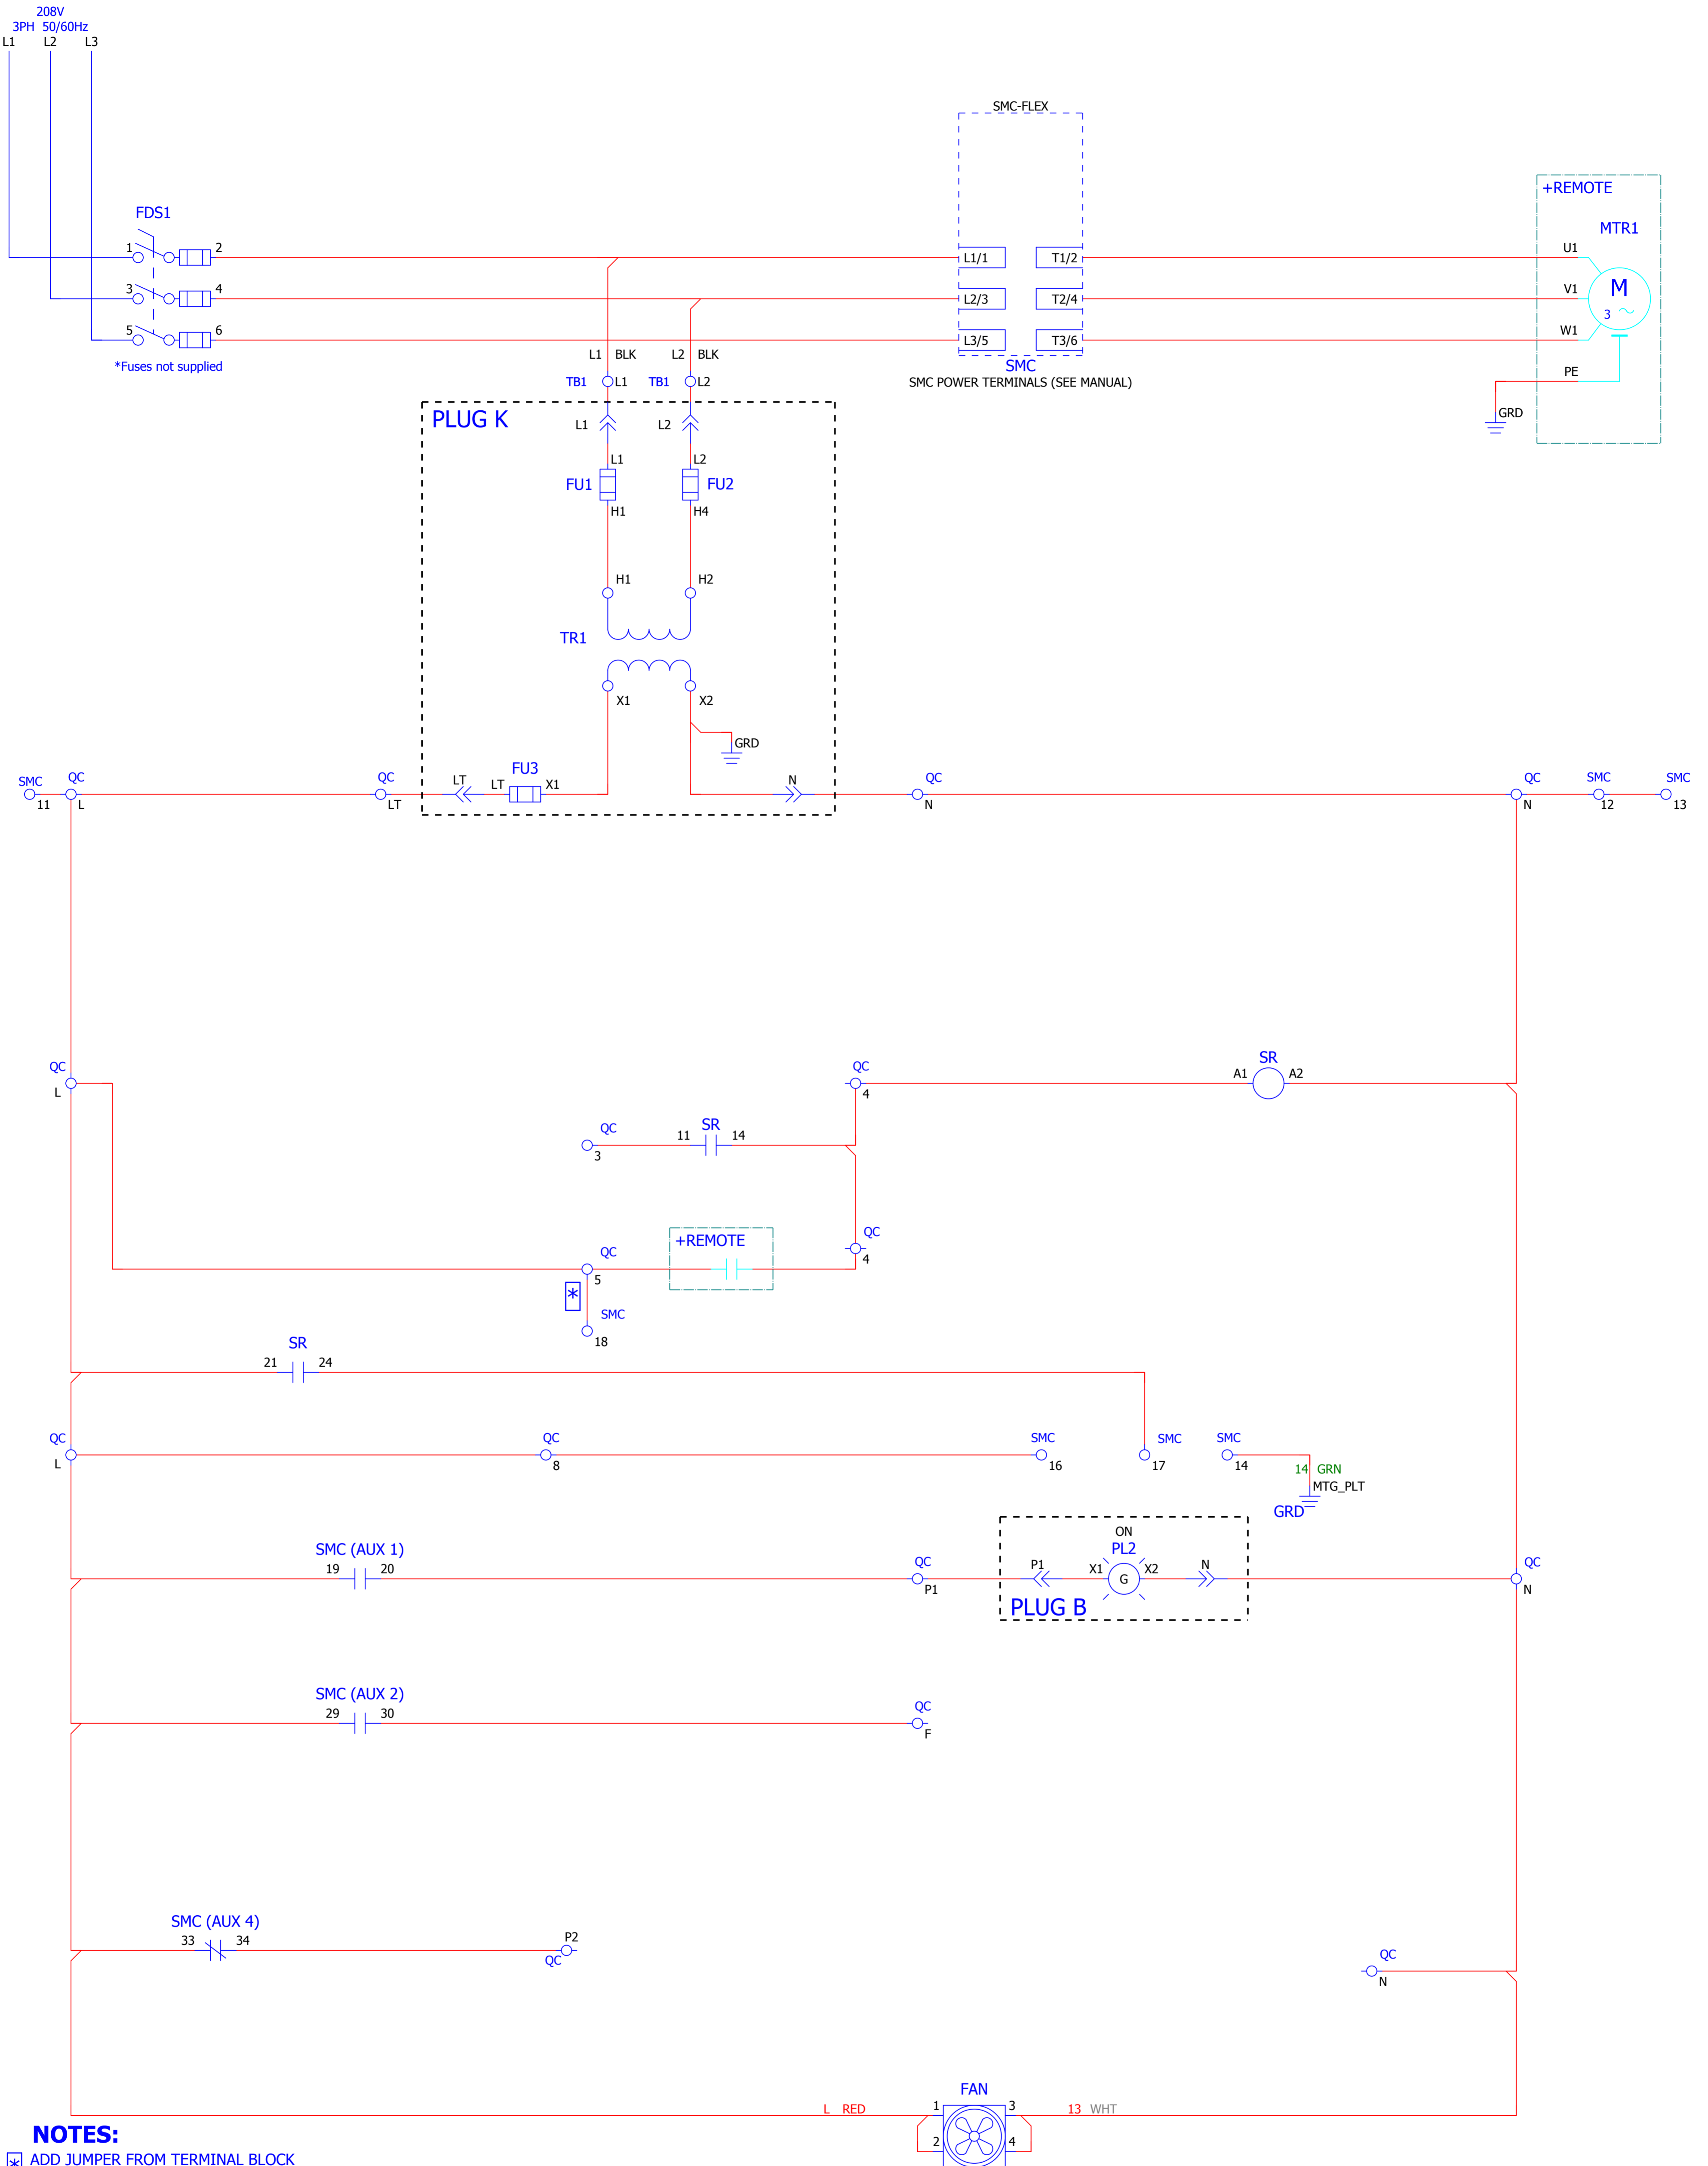 208V
3PH 50/60Hz
L1 L2 L3
SMC-FLEX
+REMOTE
FDS1
MTR1
1 2
L1/1 T1/2
U1
3 4
L2/3 T2/4
V1
M
3
5 6
L3/5 T3/6
W1
*Fuses not supplied
L1 BLK L2 BLK
SMC
PE
TB1 L1 TB1 L2
SMC POWER TERMINALS (SEE MANUAL)
GRD
PLUG K
L1 L2
L1 L2
FU1 FU2
H1 H4
H1 H2
TR1
X1 X2
GRD
SMC QC QC LT LT FU3 X1 N QC QC SMC SMC
11 L LT N N 12 13
QC QC SR
L 4 A1 A2
QC 11 SR 14
3
+REMOTE QC
4
QC
5
*
SMC
18
SR
21 24
QC QC SMC SMC SMC
L 8 16 17 14
14 GRN
MTG_PLT
GRD
ON
SMC (AUX 1) PL2
19 20 QC P1 X1 G X2 N QC
P1 N
PLUG B
SMC (AUX 2)
29 30 QC
F
SMC (AUX 4)
33 34 P2
QC
QC
N
FAN
L RED 1 3 13 WHT
2 4
NOTES:
* ADD JUMPER FROM TERMINAL BLOCK